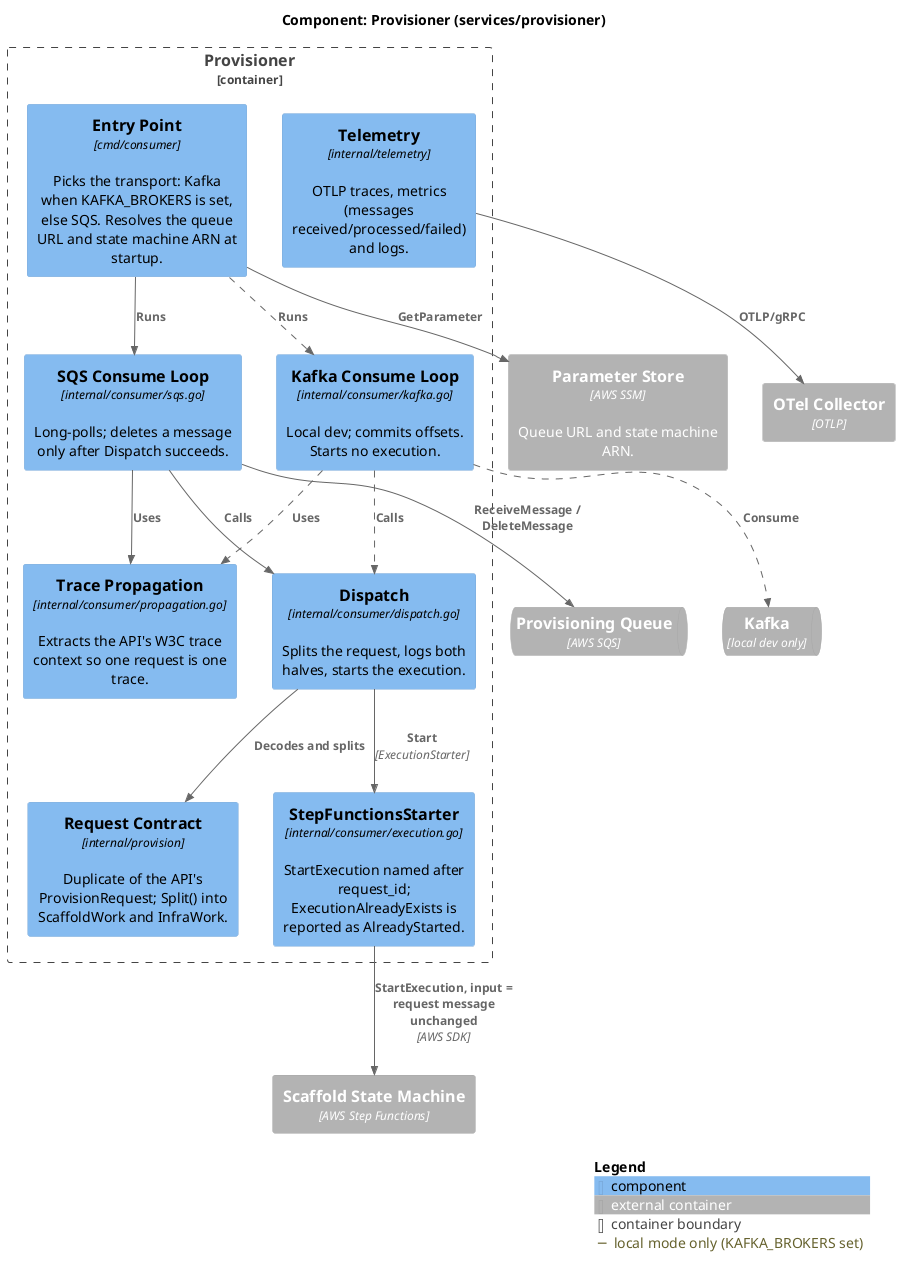 Component: Provisioner (services/provisioner)
Provisioner
[container]
Entry Point
[cmd/consumer]
Picks the transport: Kafka
when KAFKA_BROKERS is set,
else SQS. Resolves the queue
URL and state machine ARN at
startup.
Telemetry
[internal/telemetry]
OTLP traces, metrics
(messages
received/processed/failed)
and logs.
Runs
Runs
GetParameter
OTLP/gRPC
SQS Consume Loop
[internal/consumer/sqs.go]
Long-polls; deletes a message
only after Dispatch succeeds.
Kafka Consume Loop
[internal/consumer/kafka.go]
Local dev; commits offsets.
Starts no execution.
Parameter Store
[AWS SSM]
Queue URL and state machine
ARN.
OTel Collector
[OTLP]
Uses
Calls
Uses
Calls
ReceiveMessage /
DeleteMessage
Consume
Trace Propagation
[internal/consumer/propagation.go]
Extracts the API's W3C trace
context so one request is one
trace.
Dispatch
[internal/consumer/dispatch.go]
Splits the request, logs both
halves, starts the execution.
Provisioning Queue
[AWS SQS]
Kafka
[local dev only]
Decodes and splits
Start
[ExecutionStarter]
Request Contract
[internal/provision]
Duplicate of the API's
ProvisionRequest; Split() into
ScaffoldWork and InfraWork.
StepFunctionsStarter
[internal/consumer/execution.go]
StartExecution named after
request_id;
ExecutionAlreadyExists is
reported as AlreadyStarted.
StartExecution, input =
request message
unchanged
[AWS SDK]
Scaffold State Machine
[AWS Step Functions]
Legend
component
external container
container boundary
local mode only (KAFKA_BROKERS set)